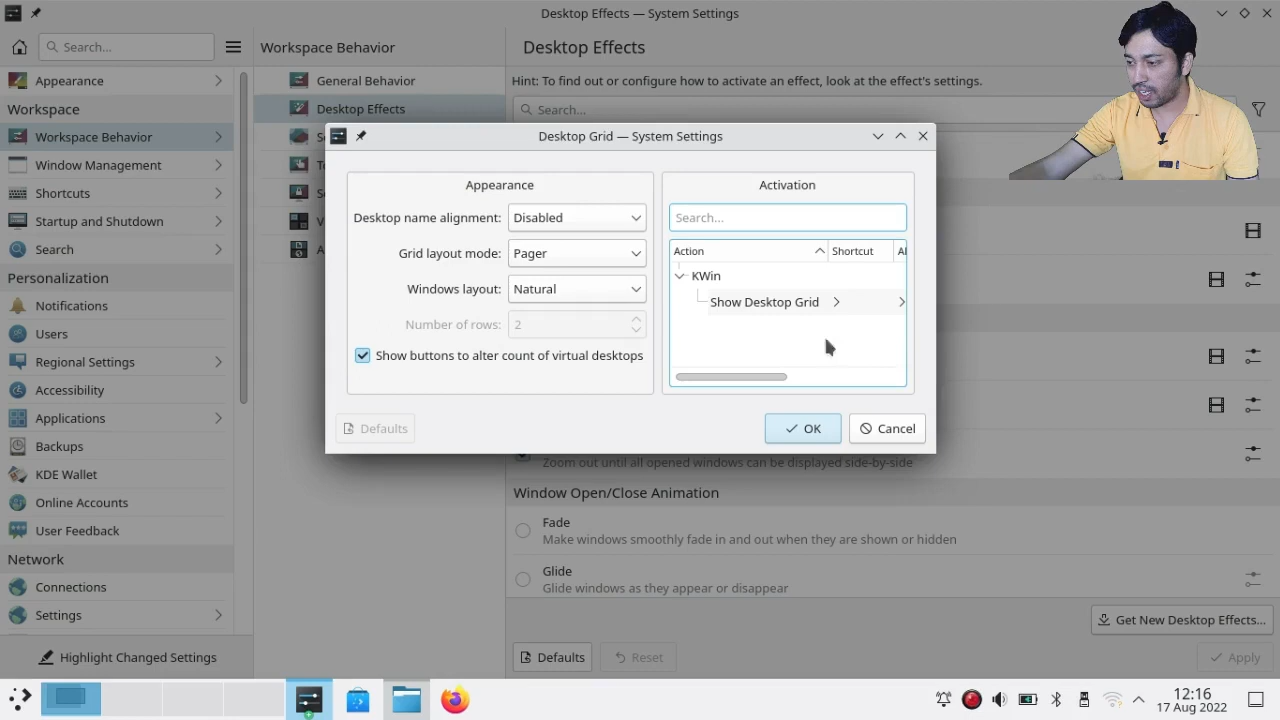 Desktop Effects — System Settings
Search...
Workspace Behavior
Desktop Effects
Appearance
Workspace
Workspace Behavior
Window Management
Shortcuts
Startup and Shutdown
Search
Personalization
Notifications
Users
Regional Settings
Accessibility
Applications
Backups
KDE Wallet
Online Accounts
User Feedback
Network
Connections
Settings
Highlight Changed Settings
General Behavior
Desktop Effects
Hint: To find out or configure how to activate an effect, look at the effect's settings.
Search...
Desktop Grid — System Settings
Appearance
Desktop name alignment: Disabled
Grid layout mode: Pager
Windows layout: Natural
Number of rows: 2
Show buttons to alter count of virtual desktops
Activation
Search...
Action Shortcut
KWin
Show Desktop Grid
Defaults
OK
Cancel
Zoom out until all opened windows can be displayed side-by-side
Window Open/Close Animation
Fade
Make windows smoothly fade in and out when they are shown or hidden
Glide
Glide windows as they appear or disappear
Get New Desktop Effects...
Defaults
Reset
Apply
12:16
17 Aug 2022